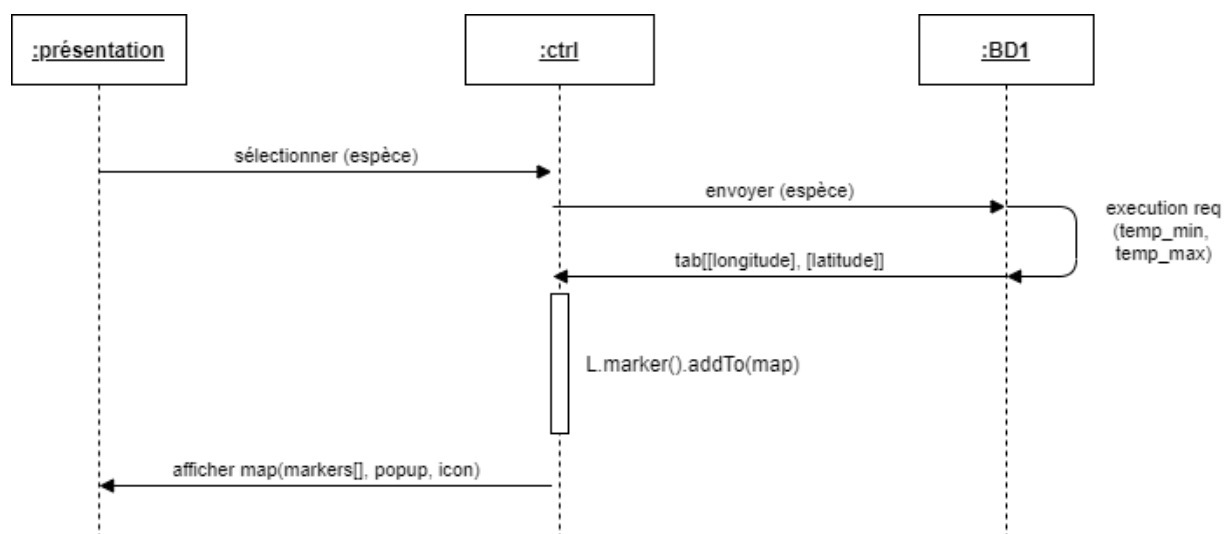 :présentation
:ctrl
:BD1
sélectionner (espèce)
envoyer (espèce)
execution req
(temp_min,
temp_max)
tab[[longitude], [latitude]]
L.marker().addTo(map)
afficher map(markers[], popup, icon)